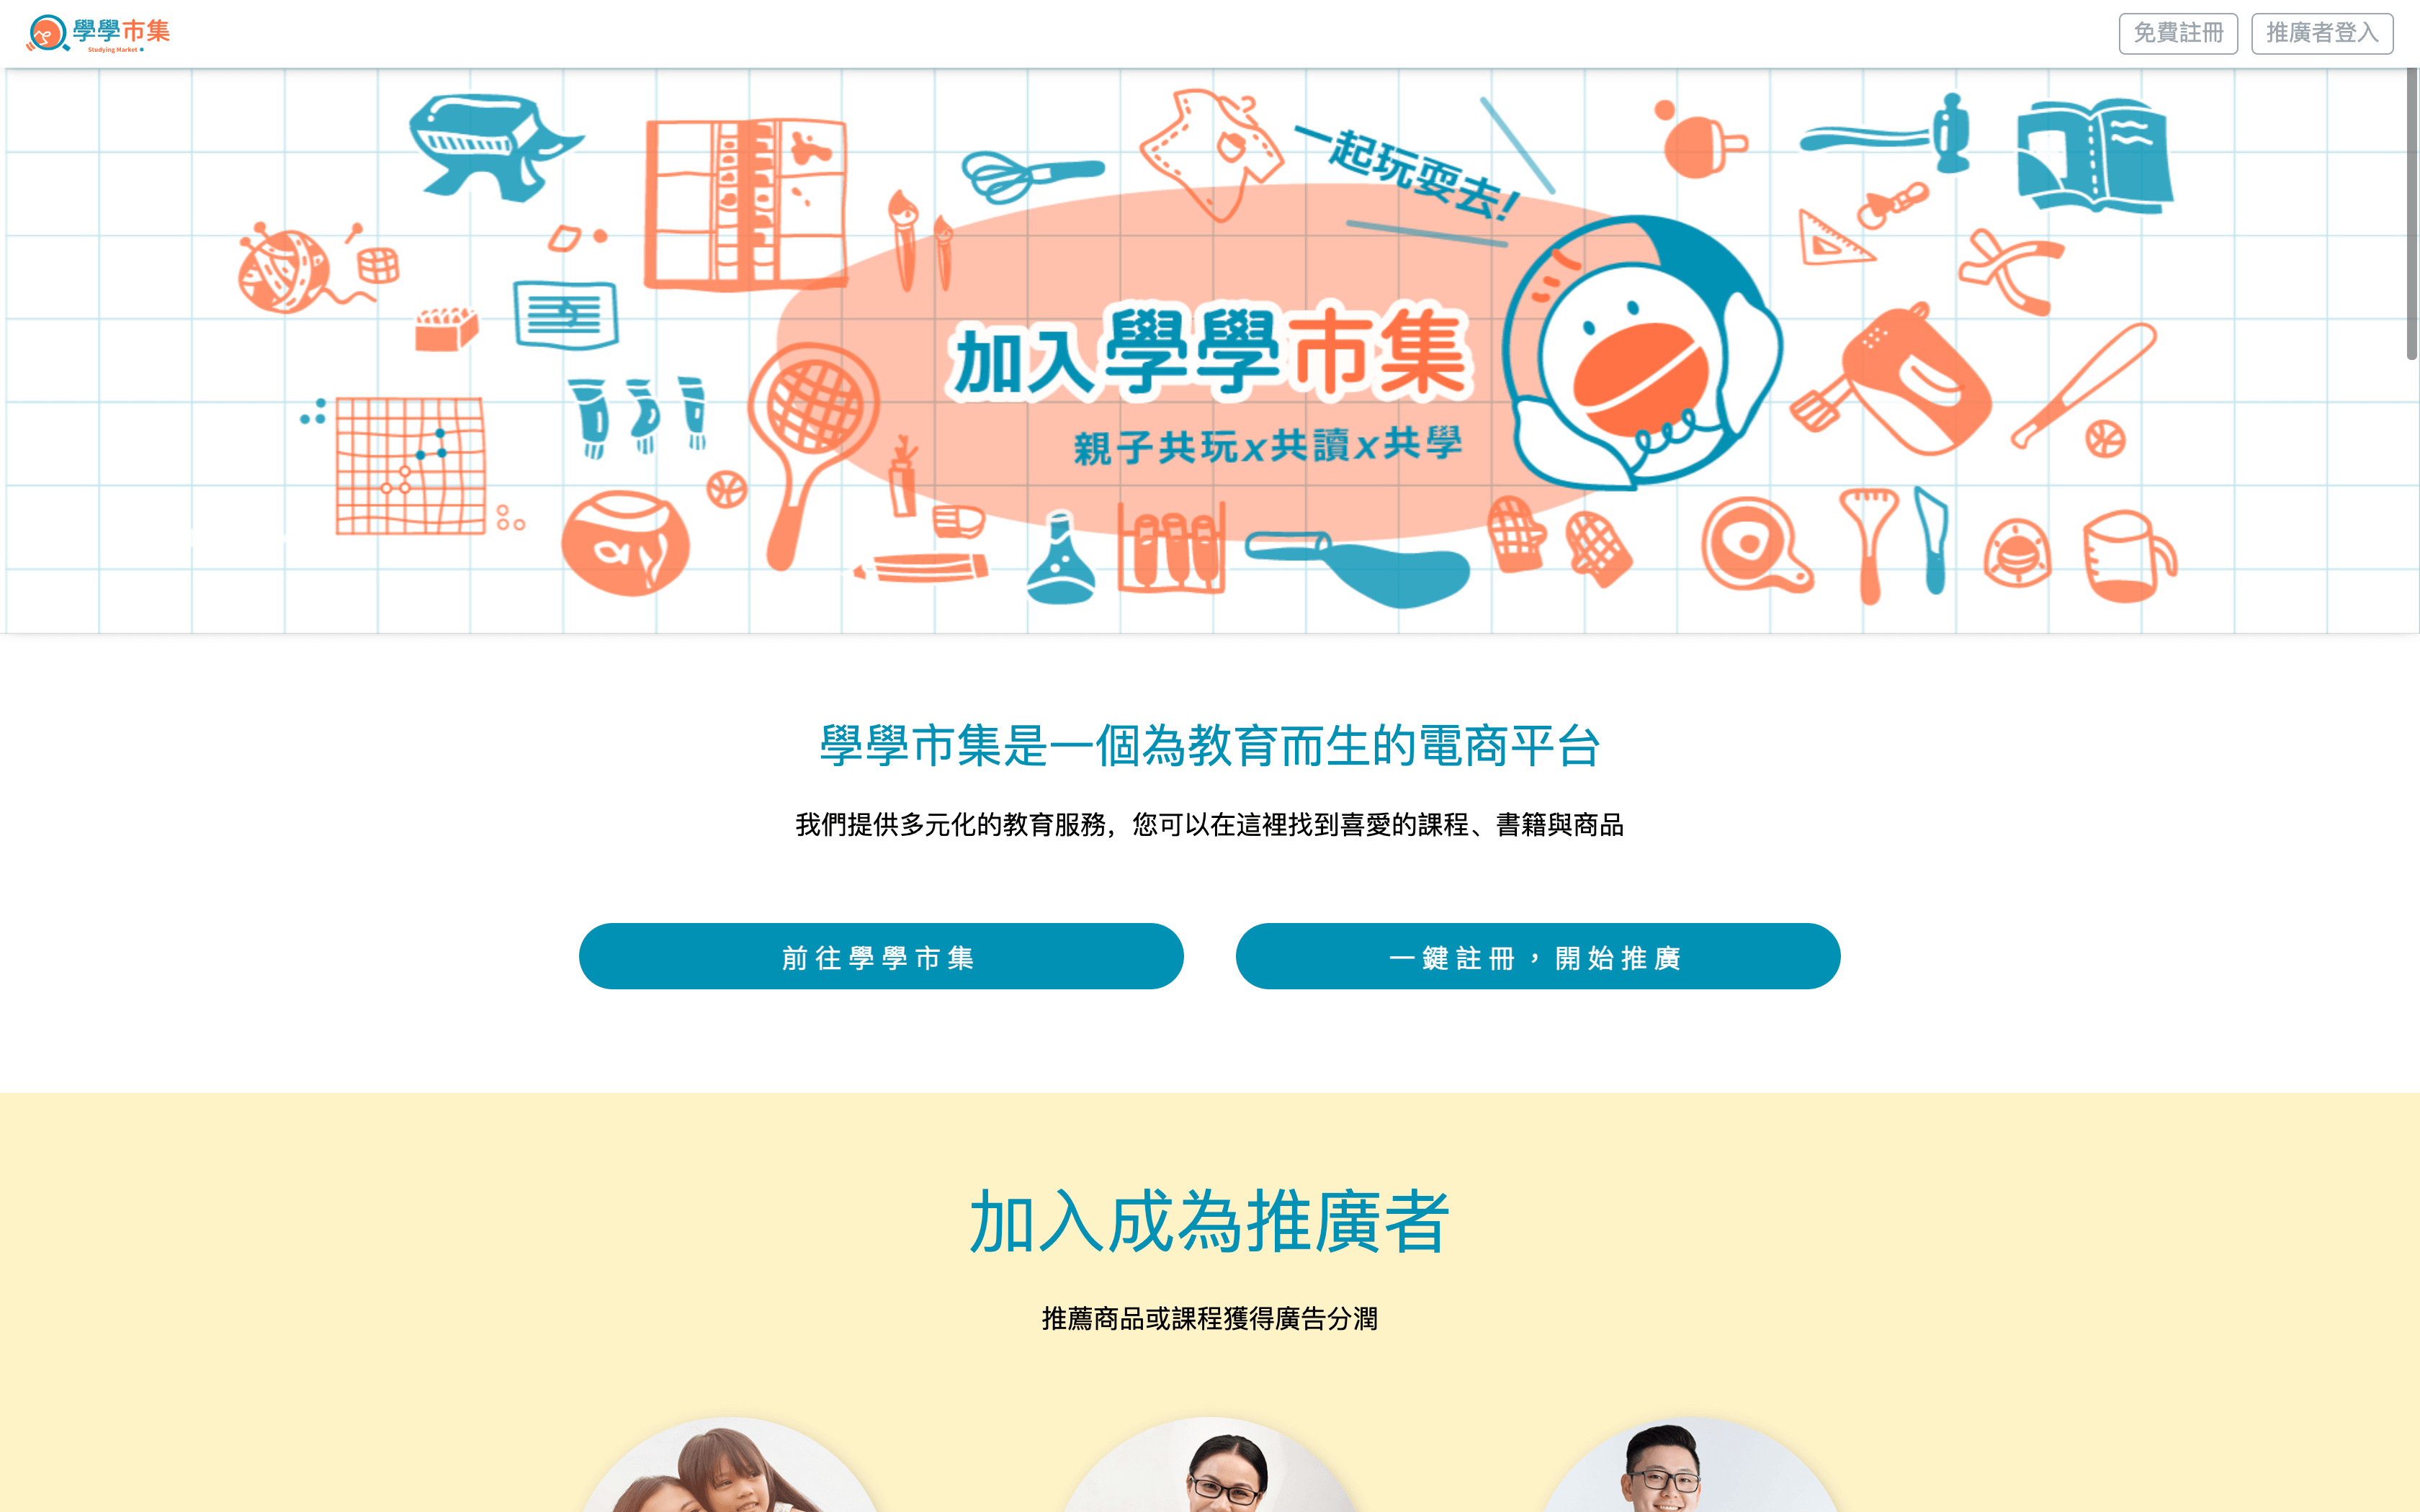 學學市集
Studying Market
免費註冊
推廣者登入
一起玩耍去!
加入學學市集
親子共玩x共讀x共學
學學市集是一個為教育而生的電商平台
我們提供多元化的教育服務，您可以在這裡找到喜愛的課程、書籍與商品
前往學學市集
一鍵註冊，開始推廣
加入成為推廣者
推薦商品或課程獲得廣告分潤